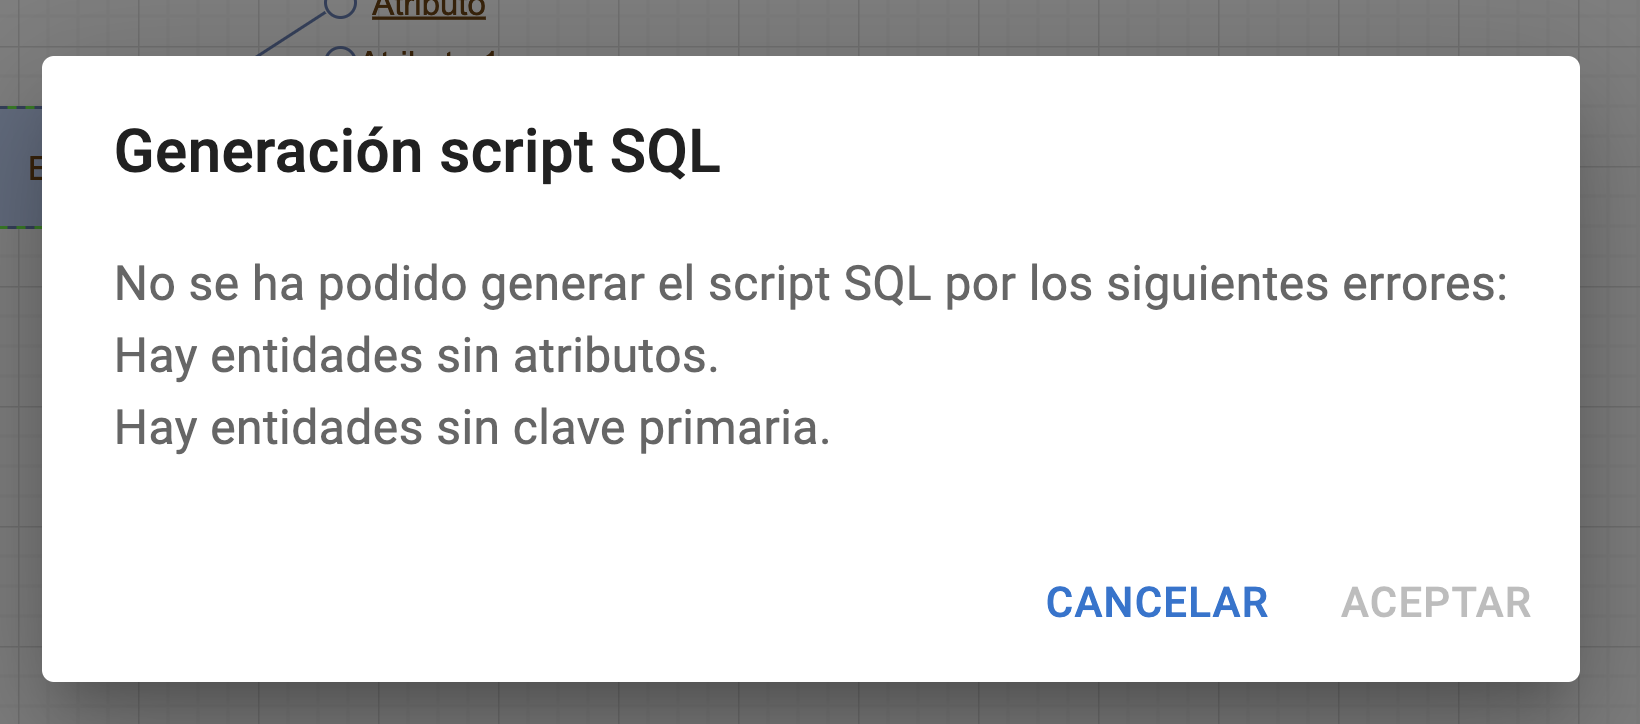 Atributo
Generación script SQL
No se ha podido generar el script SQL por los siguientes errores:
Hay entidades sin atributos.
Hay entidades sin clave primaria.
CANCELAR
ACEPTAR